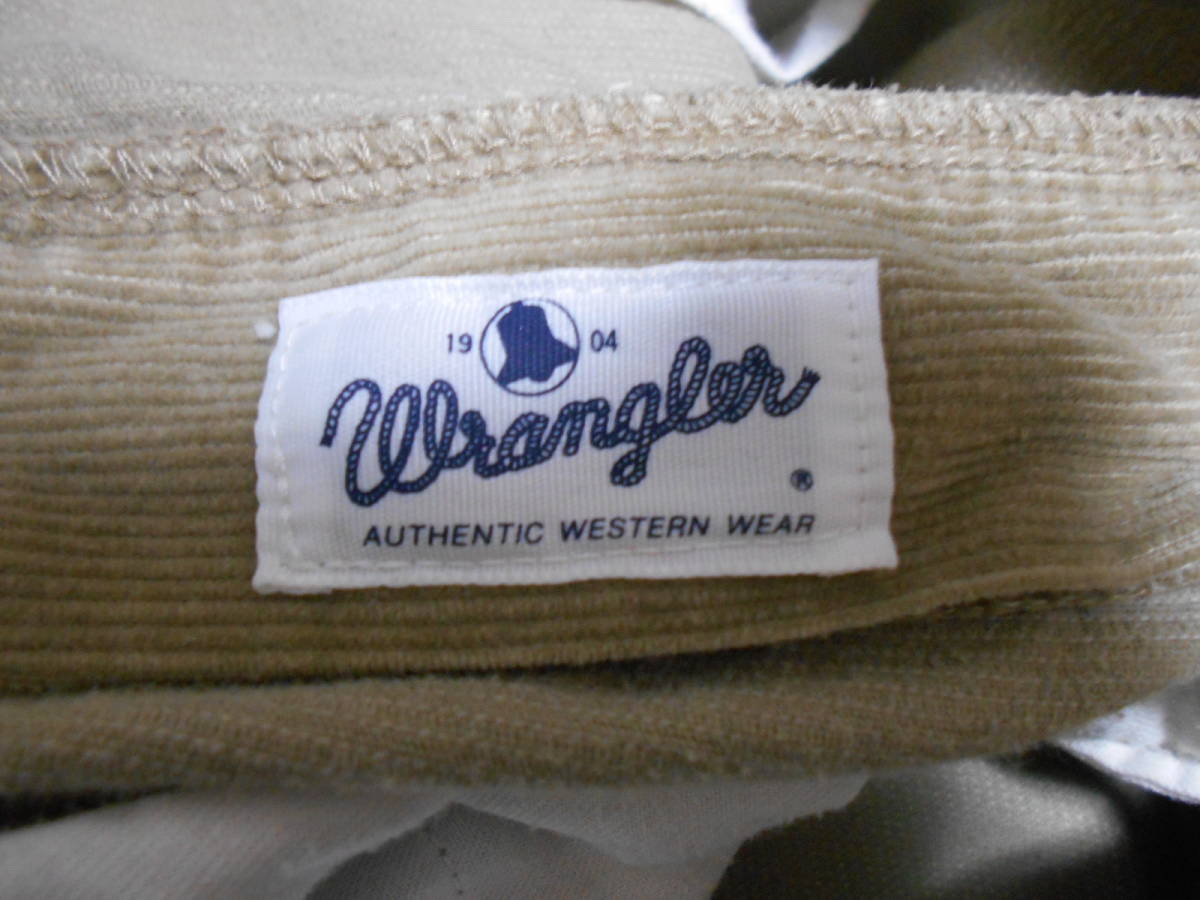 19 04
Wrangler
®
AUTHENTIC WESTERN WEAR